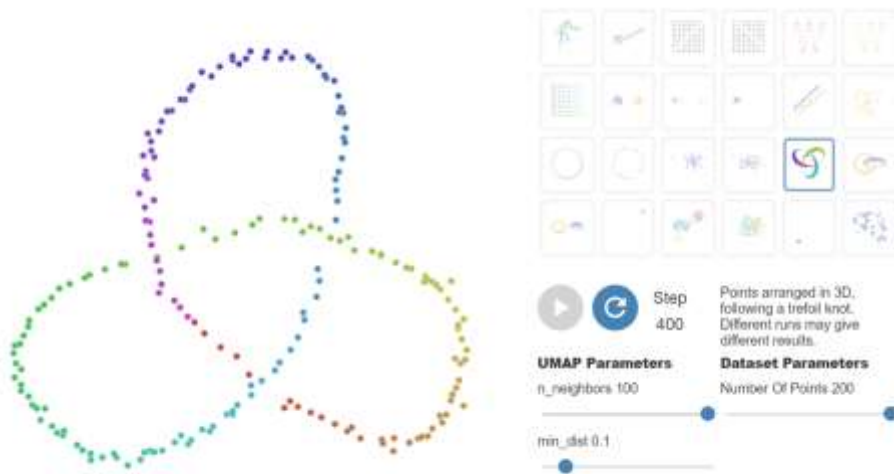 Step
400
Points arranged in 3D,
following a trefoil knot.
Different runs may give
different results.
UMAP Parameters
n_neighbors 100
min_dist 0.1
Dataset Parameters
Number Of Points 200